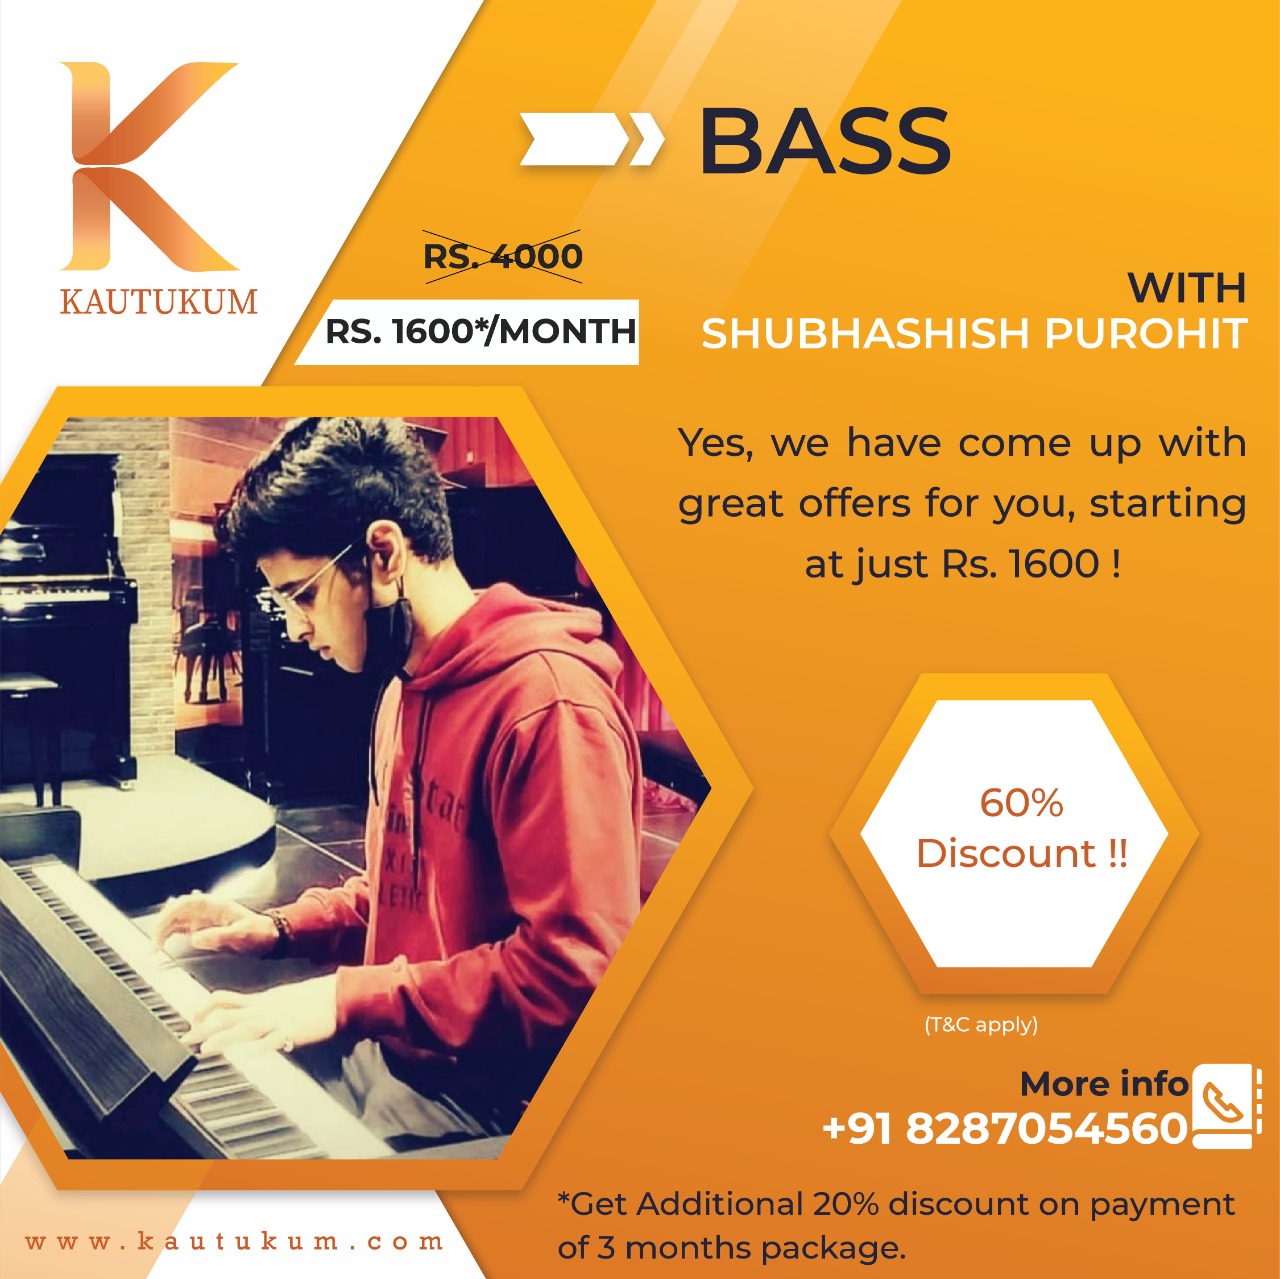 KAUTUKUM
BASS
RS. 4000
RS. 1600*/MONTH
WITH
SHUBHASHISH PUROHIT
Yes, we have come up with
great offers for you, starting
at just Rs. 1600 !
60%
Discount !!
(T&C apply)
More info
+91 8287054560
*Get Additional 20% discount on payment
of 3 months package.
www.kautukum.com